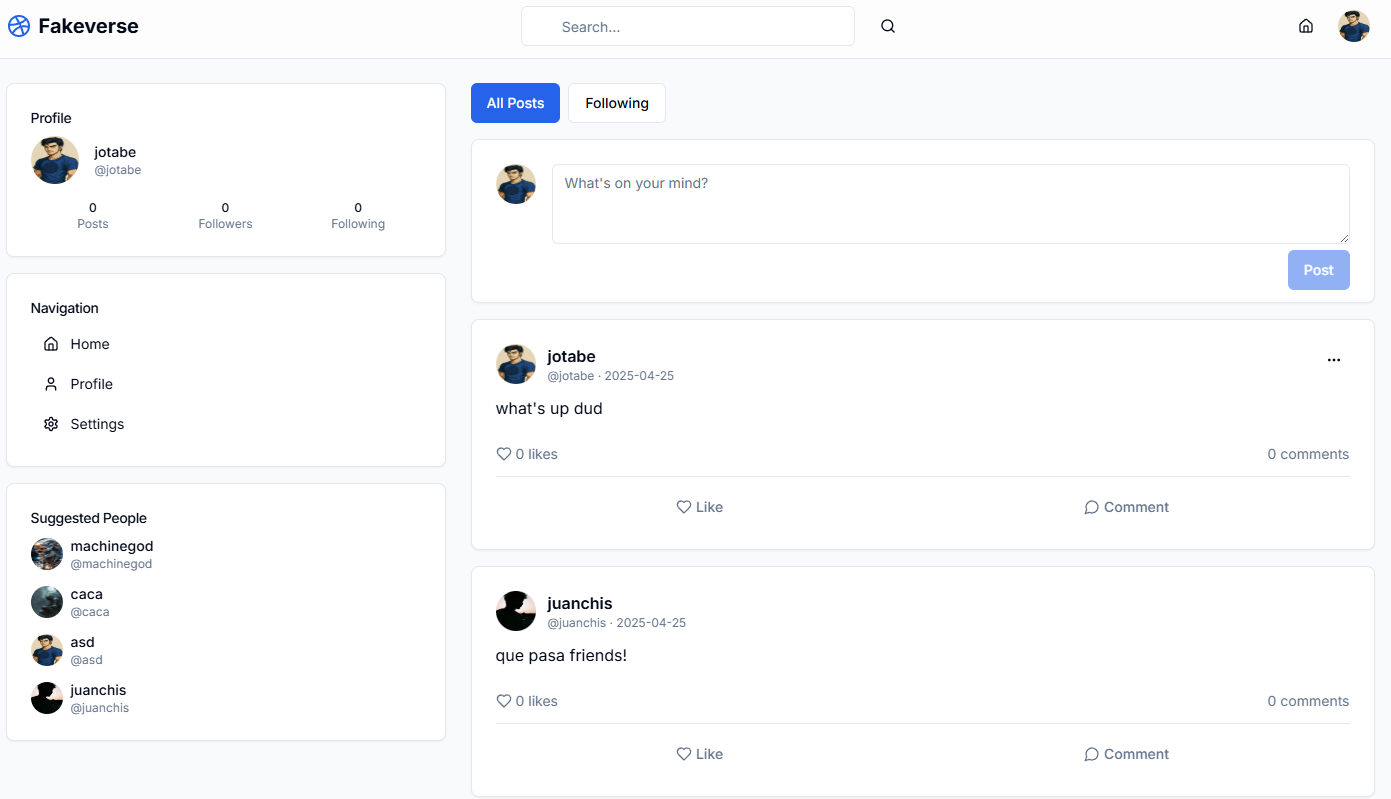 Fakeverse
Search...
Profile
jotabe
@jotabe
0 0 0
Posts Followers Following
Navigation
Home
Profile
Settings
Suggested People
machinegod
@machinegod
caca
@caca
asd
@asd
juanchis
@juanchis
All Posts Following
What's on your mind?
Post
jotabe
@jotabe · 2025-04-25
what's up dud
0 likes 0 comments
Like Comment
juanchis
@juanchis · 2025-04-25
que pasa friends!
0 likes 0 comments
Like Comment